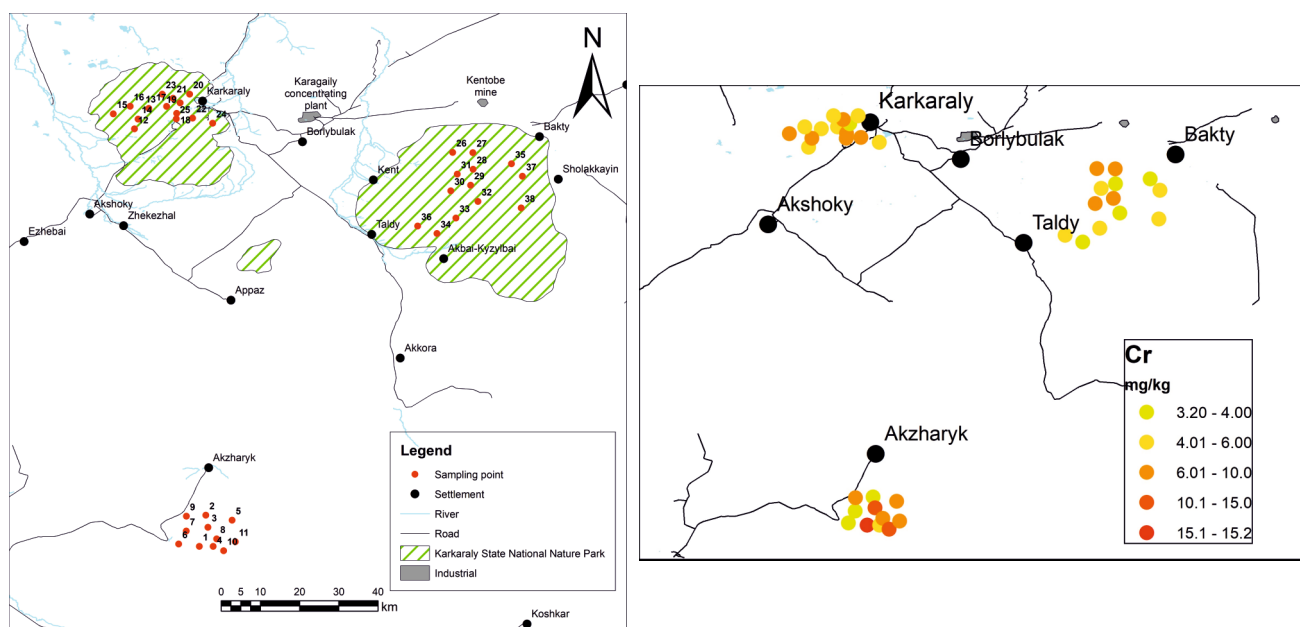 N
Kentobe
mine
Karagaily
concentrating
plant
Karkaraly
Borlybulak
Bakty
Sholakkayin
Kent
Taldy
Akbai-Kyzylbai
Akshoky
Zhekezhal
Ezhebai
Appaz
Akkora
Akzharyk
Koshkar
23 21 20
16 13 17 19
15 14 25 22 24
12 18
26 27
28 35
31 37
30 29
32 38
33
36 34
9 2 5
7 3
8 11
6 1 4 10
Legend
Sampling point
Settlement
River
Road
Karkaraly State National Nature Park
Industrial
0 5 10 20 30 40
km
Karkaraly
Borlybulak
Bakty
Akshoky
Taldy
Akzharyk
Cr
mg/kg
3.20 - 4.00
4.01 - 6.00
6.01 - 10.0
10.1 - 15.0
15.1 - 15.2